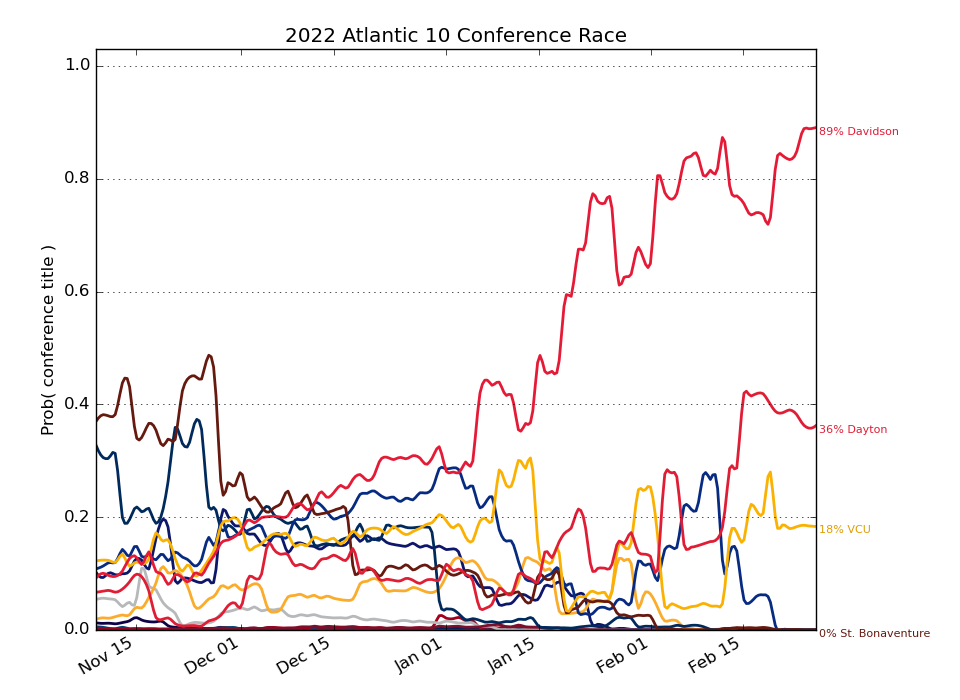 2022 Atlantic 10 Conference Race
Prob( conference title )
1.0
0.8
0.6
0.4
0.2
0.0
Nov 15
Dec 01
Dec 15
Jan 01
Jan 15
Feb 01
Feb 15
89% Davidson
36% Dayton
18% VCU
0% St. Bonaventure